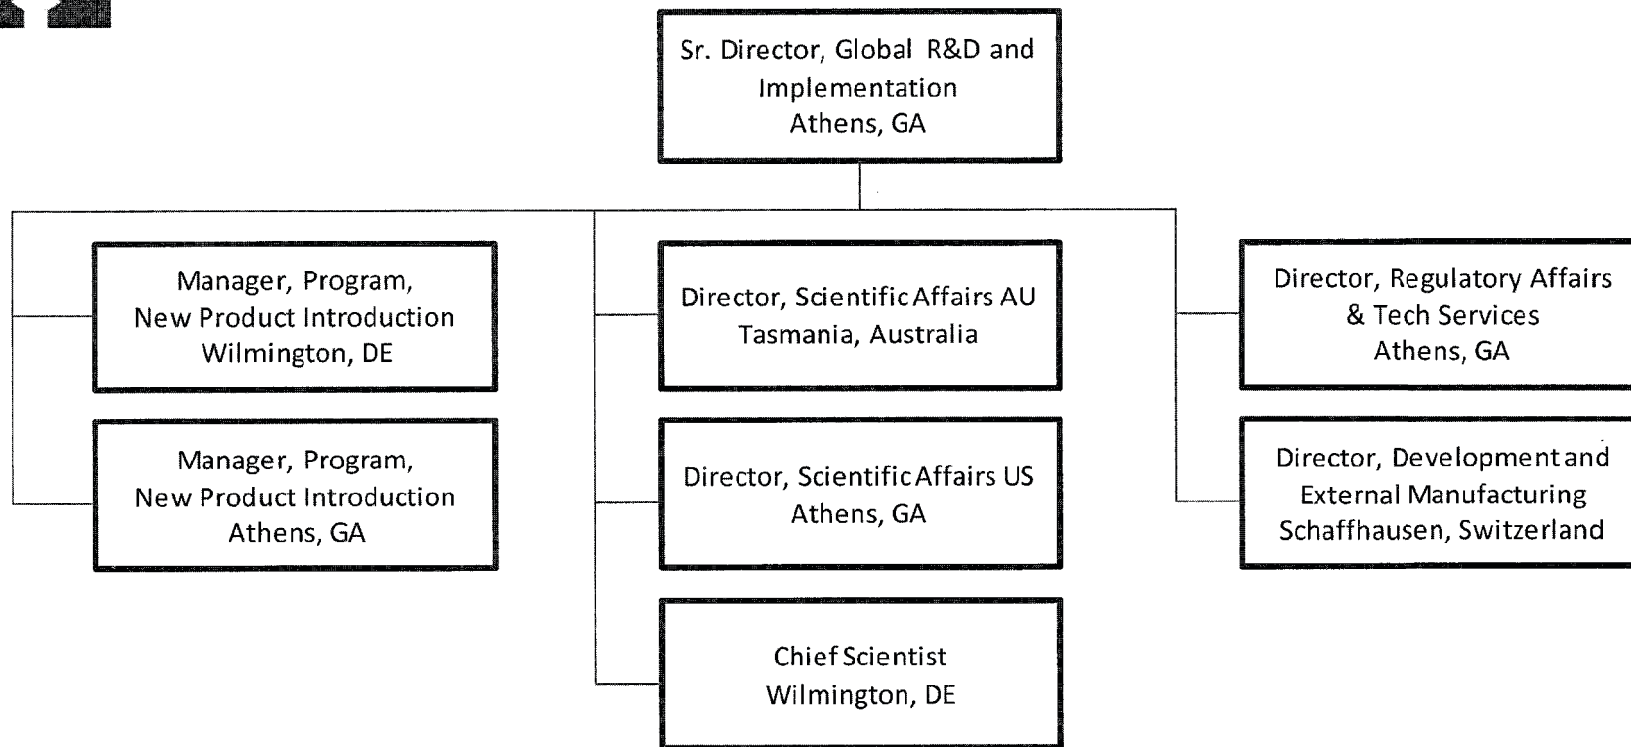 Sr. Director, Global R&D and
Implementation
Athens, GA
Manager, Program,
New Product Introduction
Wilmington, DE
Manager, Program,
New Product Introduction
Athens, GA
Director, Scientific Affairs AU
Tasmania, Australia
Director, Scientific Affairs US
Athens, GA
Chief Scientist
Wilmington, DE
Director, Regulatory Affairs
& Tech Services
Athens, GA
Director, Development and
External Manufacturing
Schaffhausen, Switzerland